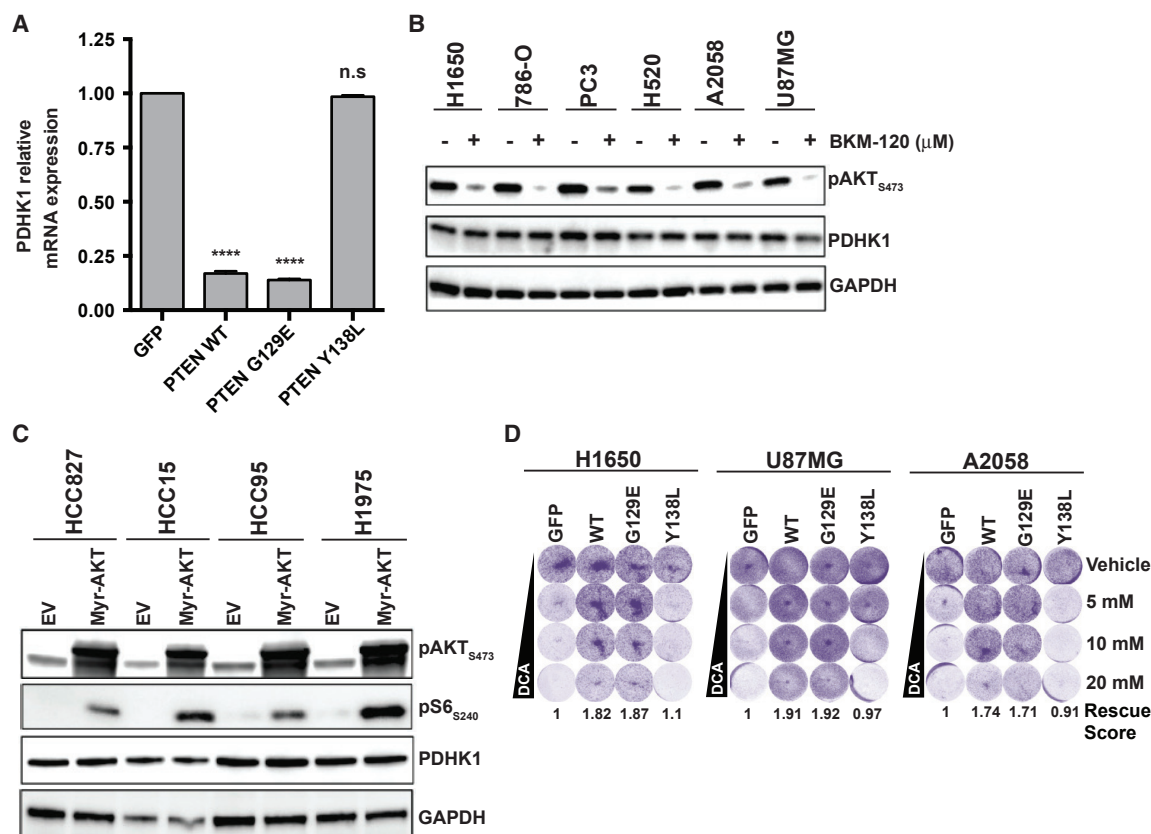 A
PDHK1 relative
mRNA expression
1.25
1.00
0.75
0.50
0.25
0.00
n.s
****
****
GFP
PTEN WT
PTEN G129E
PTEN Y138L
B
H1650
786-O
PC3
H520
A2058
U87MG
- + - + - + - + - + - + BKM-120 (μM)
pAKTS473
PDHK1
GAPDH
C
HCC827
HCC15
HCC95
H1975
EV Myr-AKT EV Myr-AKT EV Myr-AKT EV Myr-AKT
pAKTS473
pS6S240
PDHK1
GAPDH
D
H1650 U87MG A2058
GFP WT G129E Y138L GFP WT G129E Y138L GFP WT G129E Y138L
Vehicle
5 mM
10 mM
20 mM
DCA DCA DCA
1 1.82 1.87 1.1 1 1.91 1.92 0.97 1 1.74 1.71 0.91 Rescue
Score